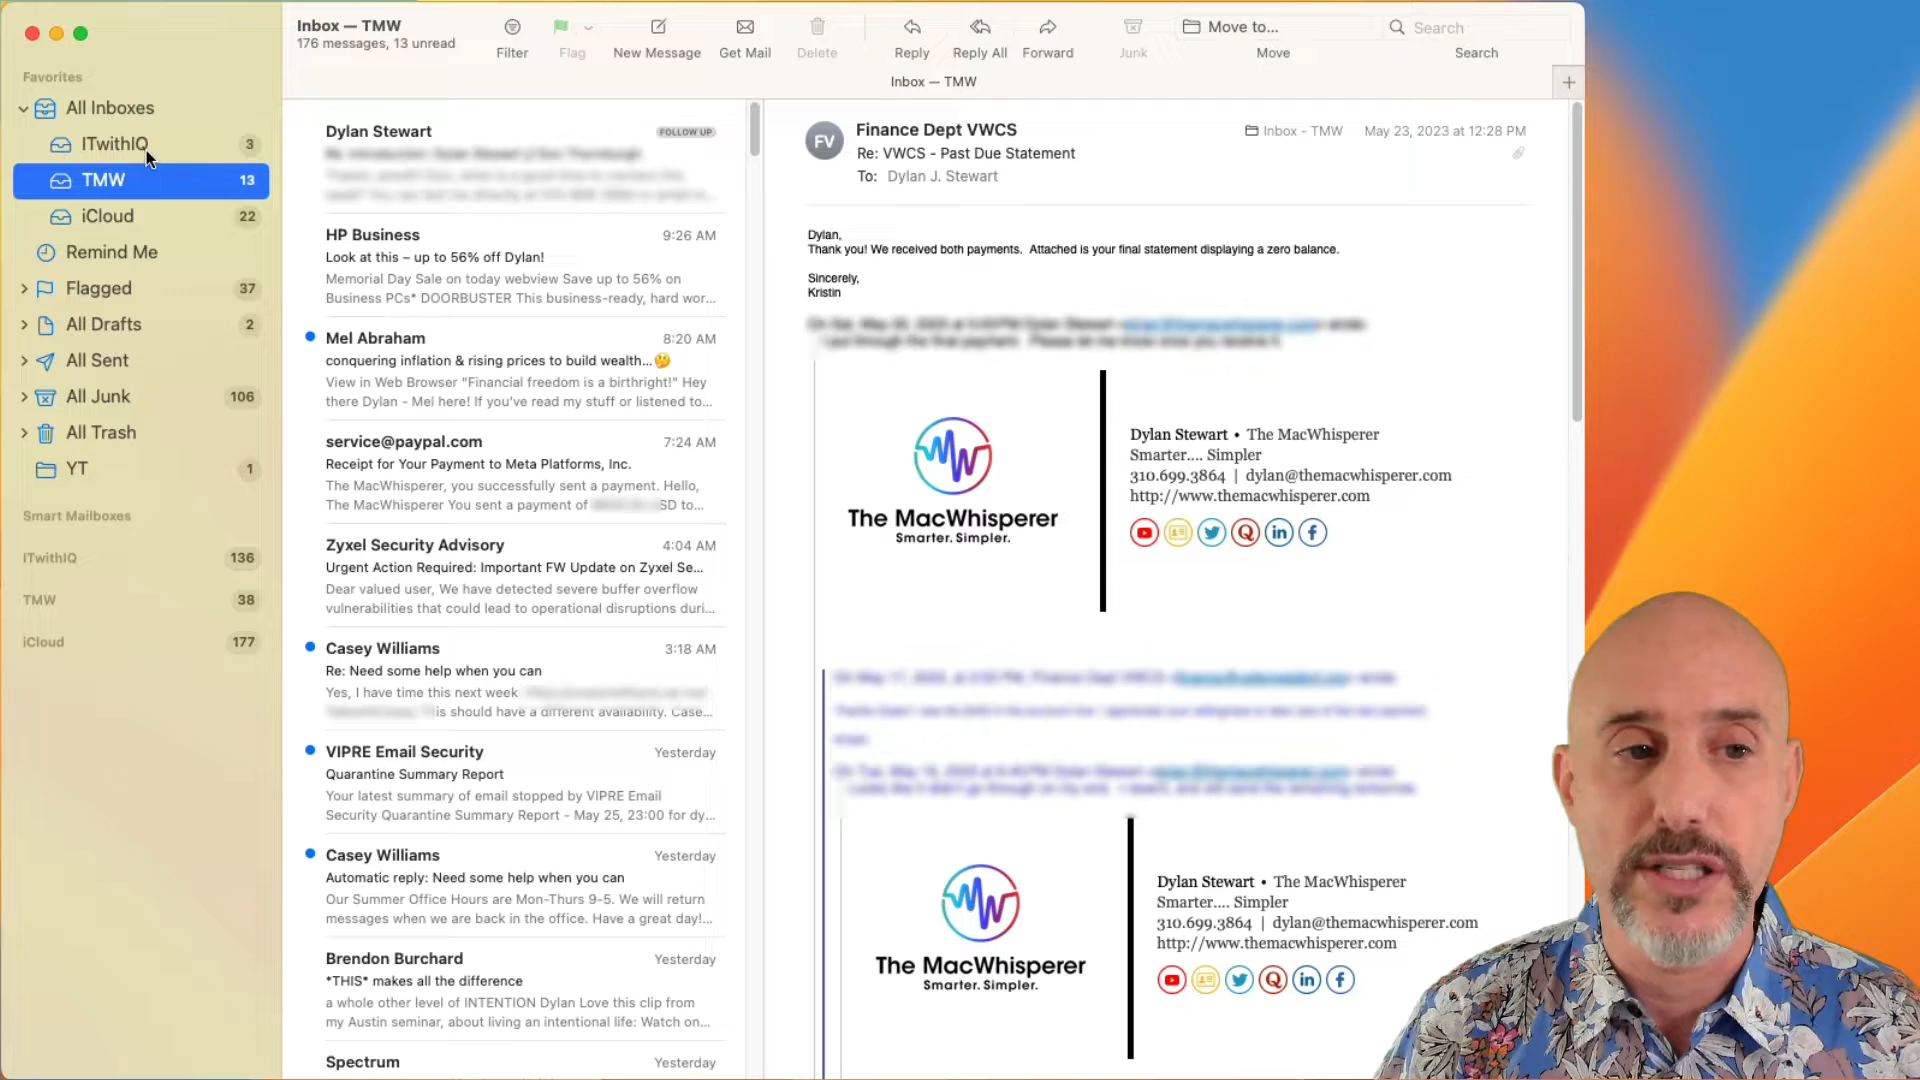 Inbox — TMW
176 messages, 13 unread
Filter
Flag
New Message
Get Mail
Delete
Reply
Reply All
Forward
Junk
Move to...
Move
Search
Search
Inbox — TMW
Favorites
All Inboxes
ITwithIQ 3
TMW 13
iCloud 22
Remind Me
Flagged 37
All Drafts 2
All Sent
All Junk 106
All Trash
YT 1
Smart Mailboxes
ITwithIQ 136
TMW 38
iCloud 177
Dylan Stewart FOLLOW UP
HP Business 9:26 AM
Look at this – up to 56% off Dylan!
Memorial Day Sale on today webview Save up to 56% on
Business PCs* DOORBUSTER This business-ready, hard wor...
Mel Abraham 8:20 AM
conquering inflation & rising prices to build wealth...🤔
View in Web Browser "Financial freedom is a birthright!" Hey
there Dylan - Mel here! If you've read my stuff or listened to...
service@paypal.com 7:24 AM
Receipt for Your Payment to Meta Platforms, Inc.
The MacWhisperer, you successfully sent a payment. Hello,
The MacWhisperer You sent a payment of SD to...
Zyxel Security Advisory 4:04 AM
Urgent Action Required: Important FW Update on Zyxel Se...
Dear valued user, We have detected severe buffer overflow
vulnerabilities that could lead to operational disruptions duri...
Casey Williams 3:18 AM
Re: Need some help when you can
Yes, I have time this next week
is should have a different availability. Case...
VIPRE Email Security Yesterday
Quarantine Summary Report
Your latest summary of email stopped by VIPRE Email
Security Quarantine Summary Report - May 25, 23:00 for dy...
Casey Williams Yesterday
Automatic reply: Need some help when you can
Our Summer Office Hours are Mon-Thurs 9-5. We will return
messages when we are back in the office. Have a great day!...
Brendon Burchard Yesterday
*THIS* makes all the difference
a whole other level of INTENTION Dylan Love this clip from
my Austin seminar, about living an intentional life: Watch on...
Spectrum Yesterday
FV
Finance Dept VWCS
Inbox - TMW May 23, 2023 at 12:28 PM
Re: VWCS - Past Due Statement
To: Dylan J. Stewart
Dylan,
Thank you! We received both payments. Attached is your final statement displaying a zero balance.
Sincerely,
Kristin
The MacWhisperer
Smarter. Simpler.
Dylan Stewart • The MacWhisperer
Smarter.... Simpler
310.699.3864 | dylan@themacwhisperer.com
http://www.themacwhisperer.com
The MacWhisperer
Smarter. Simpler.
Dylan Stewart • The MacWhisperer
Smarter.... Simpler
310.699.3864 | dylan@themacwhisperer.com
http://www.themacwhisperer.com